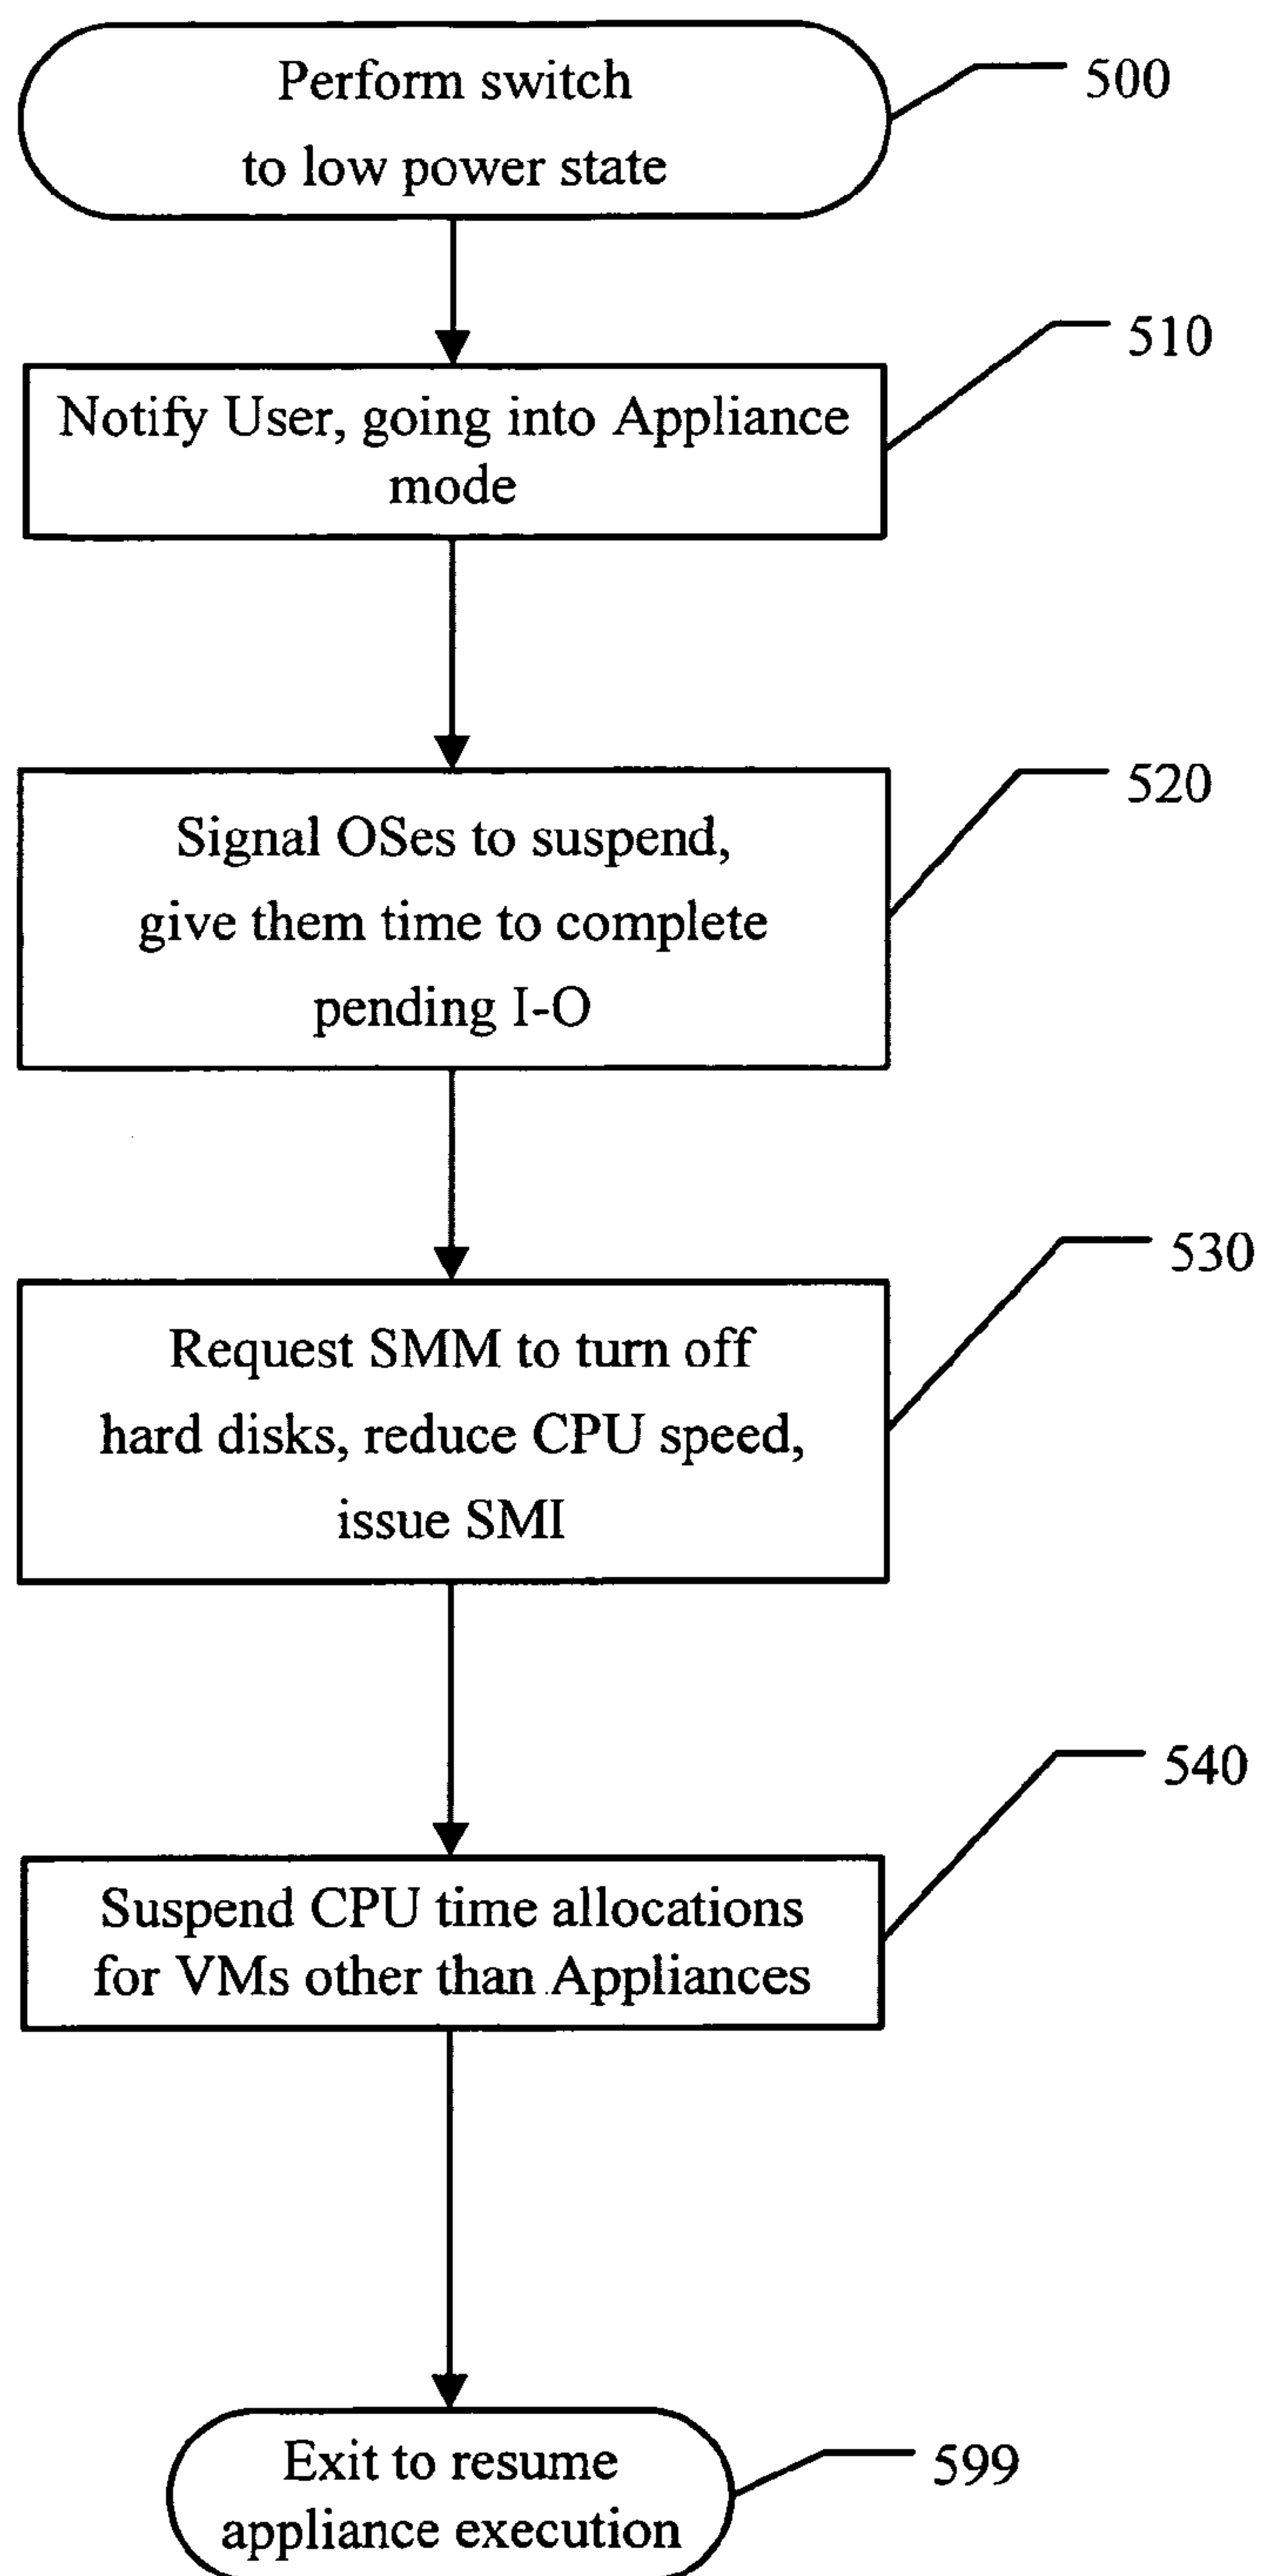 Perform switch
to low power state
500
Notify User, going into Appliance
mode
510
Signal OSes to suspend,
give them time to complete
pending I-O
520
Request SMM to turn off
hard disks, reduce CPU speed,
issue SMI
530
Suspend CPU time allocations
for VMs other than Appliances
540
Exit to resume
appliance execution
599